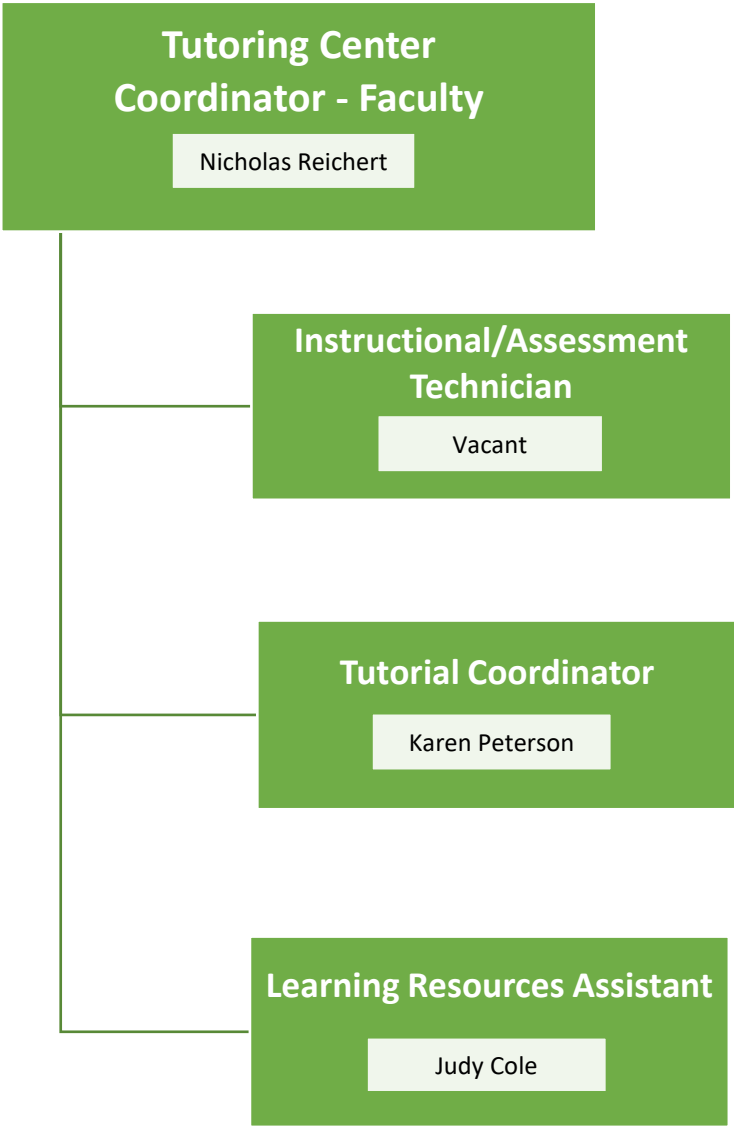 Tutoring Center
Coordinator - Faculty
Nicholas Reichert
Instructional/Assessment
Technician
Vacant
Tutorial Coordinator
Karen Peterson
Learning Resources Assistant
Judy Cole